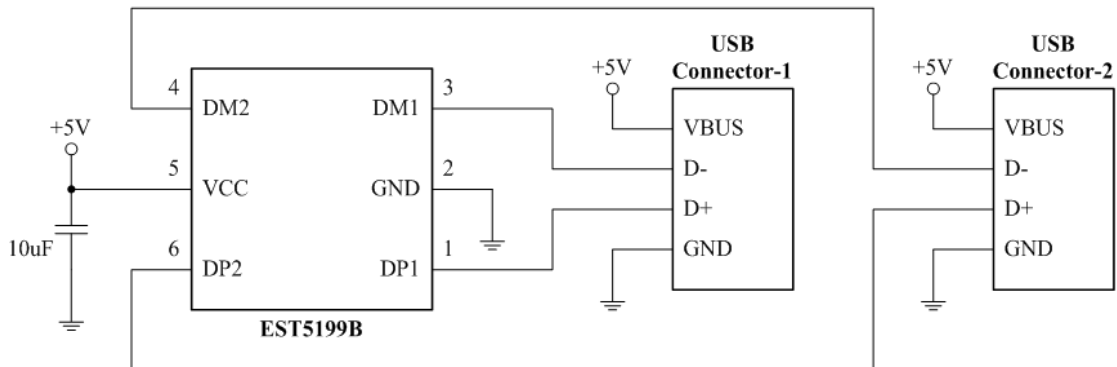 USB
Connector-1
USB
Connector-2
+5V
+5V
4
3
DM2
DM1
+5V
VBUS
VBUS
5
2
D-
D-
VCC
GND
D+
D+
10uF
6
1
GND
GND
DP2
DP1
EST5199B